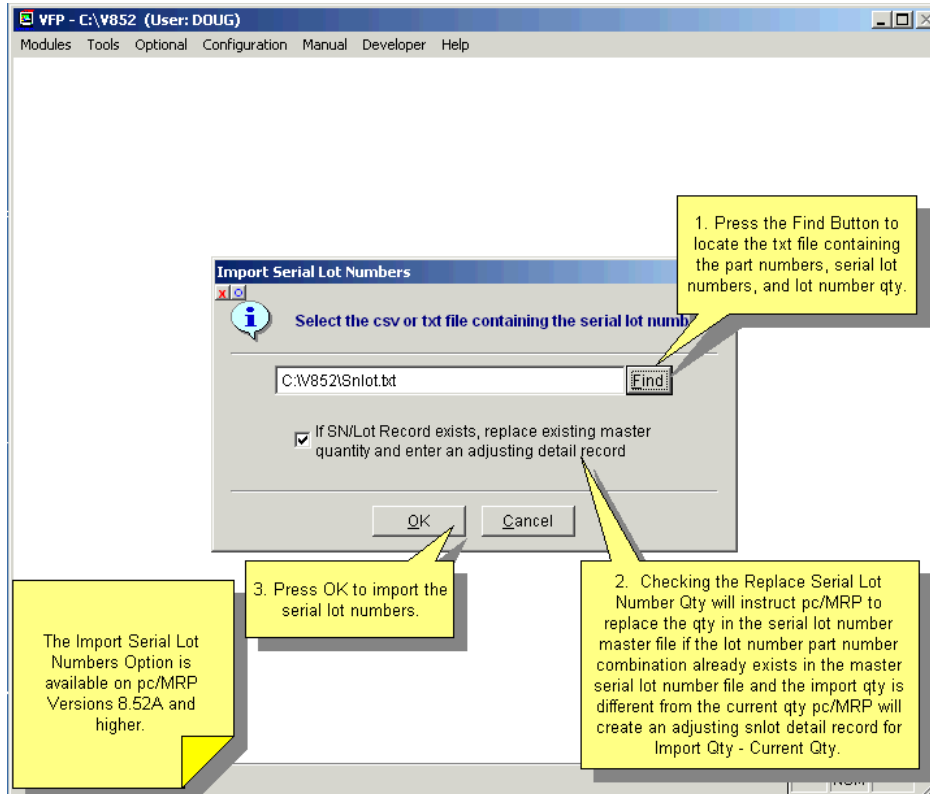 VFP - C:\V852 (User: DOUG)
Modules Tools Optional Configuration Manual Developer Help
1. Press the Find Button to
locate the txt file containing
the part numbers, serial lot
numbers, and lot number qty.
Import Serial Lot Numbers
Select the csv or txt file containing the serial lot numb
C:\V852\Snlot.txt
Find
If SN/Lot Record exists, replace existing master
quantity and enter an adjusting detail record
OK
Cancel
3. Press OK to import the
serial lot numbers.
2. Checking the Replace Serial Lot
Number Qty will instruct pc/MRP to
replace the qty in the serial lot number
master file if the lot number part number
combination already exists in the master
serial lot number file and the import qty is
different from the current qty pc/MRP will
create an adjusting snlot detail record for
Import Qty - Current Qty.
The Import Serial Lot
Numbers Option is
available on pc/MRP
Versions 8.52A and
higher.
NUM